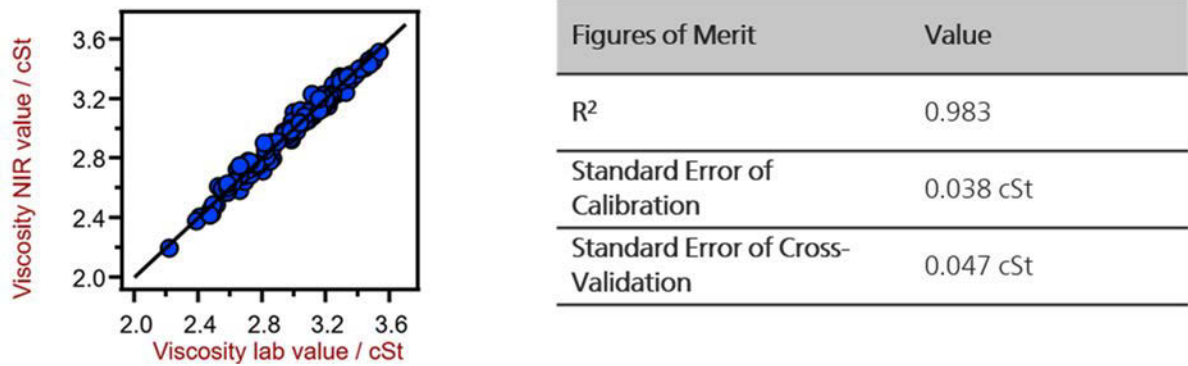 Viscosity NIR value / cSt
3.6
3.2
2.8
2.4
2.0
2.0 2.4 2.8 3.2 3.6
Viscosity lab value / cSt
Figures of Merit Value
R² 0.983
Standard Error of
Calibration 0.038 cSt
Standard Error of Cross-
Validation 0.047 cSt